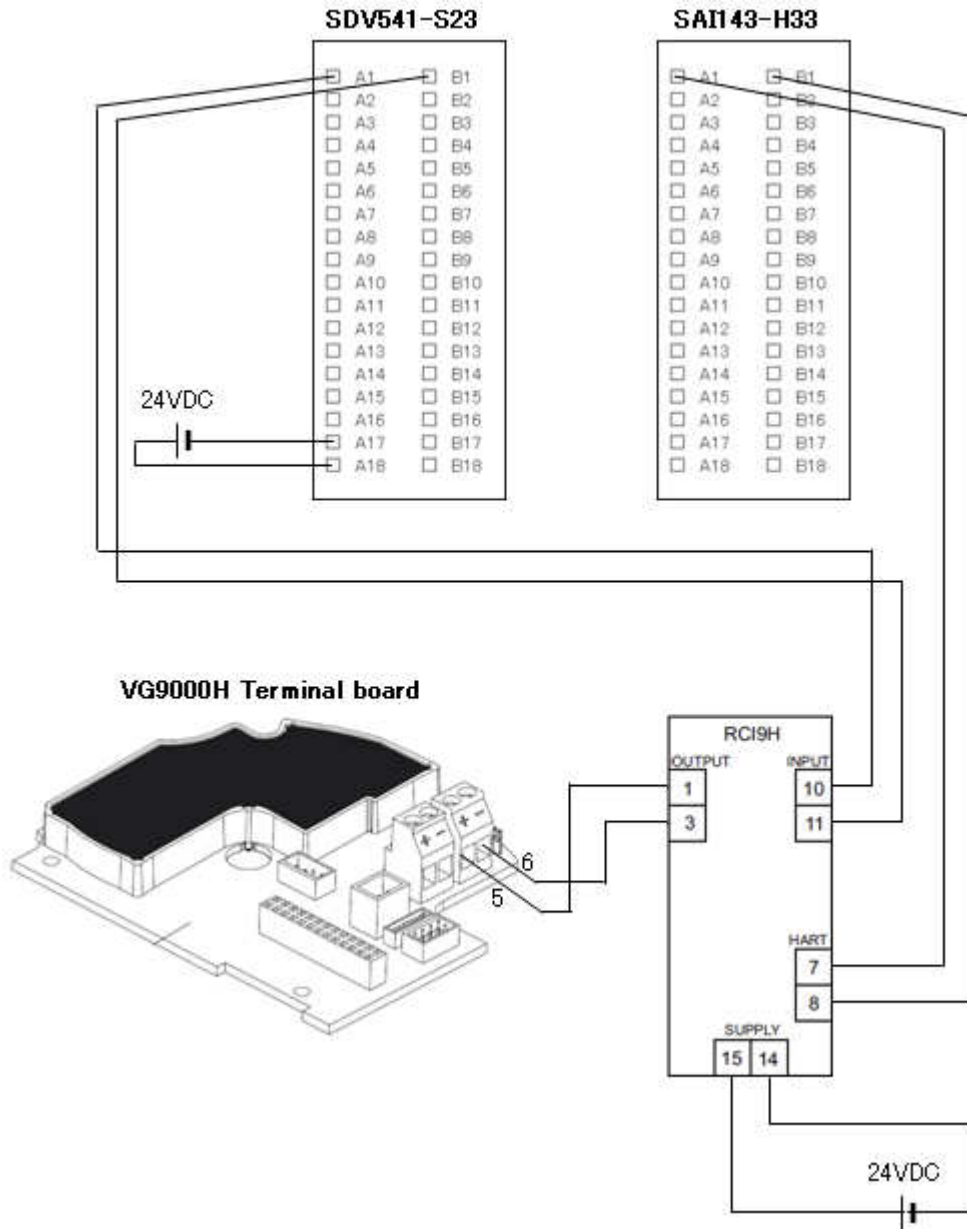 SDV541-S23
SAI143-H33
A1 B1
A2 B2
A3 B3
A4 B4
A5 B5
A6 B6
A7 B7
A8 B8
A9 B9
A10 B10
A11 B11
A12 B12
A13 B13
A14 B14
A15 B15
A16 B16
A17 B17
A18 B18
A1 B1
A2 B2
A3 B3
A4 B4
A5 B5
A6 B6
A7 B7
A8 B8
A9 B9
A10 B10
A11 B11
A12 B12
A13 B13
A14 B14
A15 B15
A16 B16
A17 B17
A18 B18
24VDC
VG9000H Terminal board
+ -
+ -
6
5
RCI9H
OUTPUT INPUT
1 10
3 11
HART
7
8
SUPPLY
15 14
24VDC